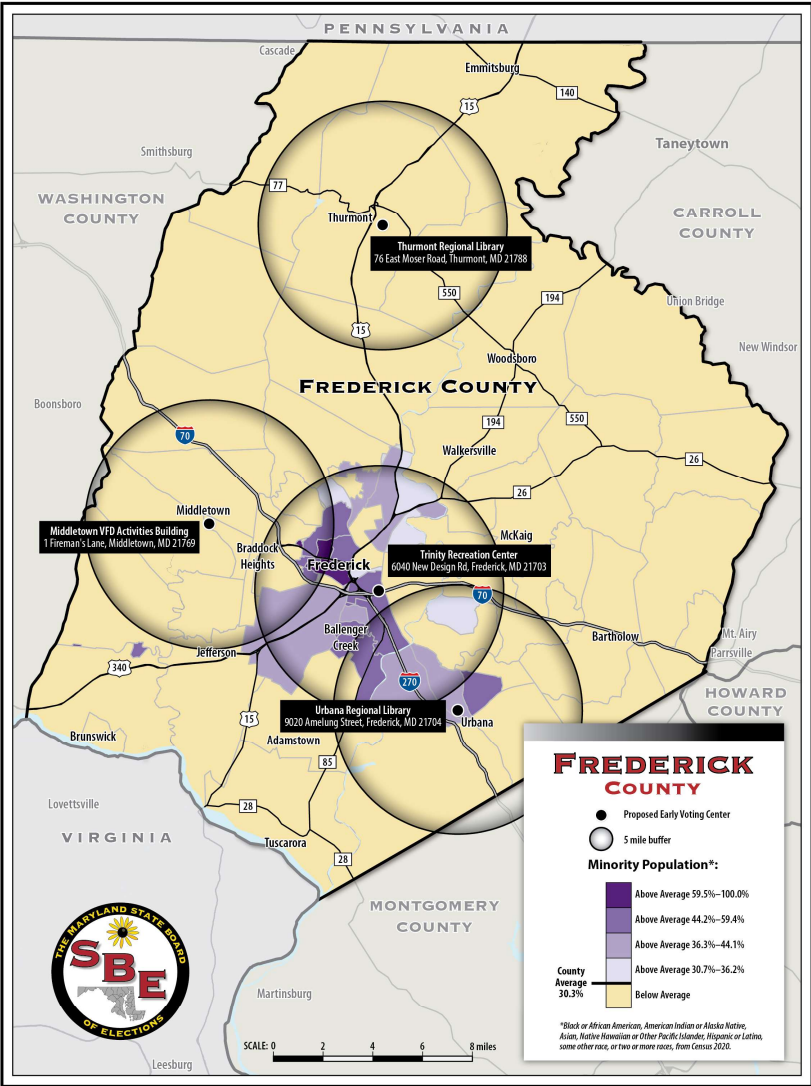 PENNSYLVANIA
Cascade
Emmitsburg
140
15
Smithsburg
Taneytown
77
WASHINGTON
COUNTY
CARROLL
COUNTY
Thurmont
Thurmont Regional Library
76 East Moser Road, Thurmont, MD 21788
550
194
Union Bridge
15
New Windsor
Woodsboro
FREDERICK COUNTY
Boonsboro
194
550
70
Walkersville
26
26
Middletown
Middletown VFD Activities Building
1 Fireman's Lane, Middletown, MD 21769
McKaig
Braddock
Heights
Frederick
Trinity Recreation Center
6040 New Design Rd, Frederick, MD 21703
70
Ballenger
Creek
Bartholow
Mt. Airy
Parrsville
Jefferson
340
270
HOWARD
COUNTY
Urbana Regional Library
9020 Amelung Street, Frederick, MD 21704
15
Urbana
Brunswick
Adamstown
85
Lovettsville
28
VIRGINIA
Tuscarora
28
MONTGOMERY
COUNTY
Martinsburg
Leesburg
THE MARYLAND STATE BOARD
SBE
OF ELECTIONS
SCALE: 0 2 4 6 8 miles
FREDERICK
COUNTY
Proposed Early Voting Center
5 mile buffer
Minority Population*:
Above Average 59.5%–100.0%
Above Average 44.2%–59.4%
Above Average 36.3%–44.1%
Above Average 30.7%–36.2%
County
Average
30.3%
Below Average
*Black or African American, American Indian or Alaska Native,
Asian, Native Hawaiian or Other Pacific Islander, Hispanic or Latino,
some other race, or two or more races, from Census 2020.